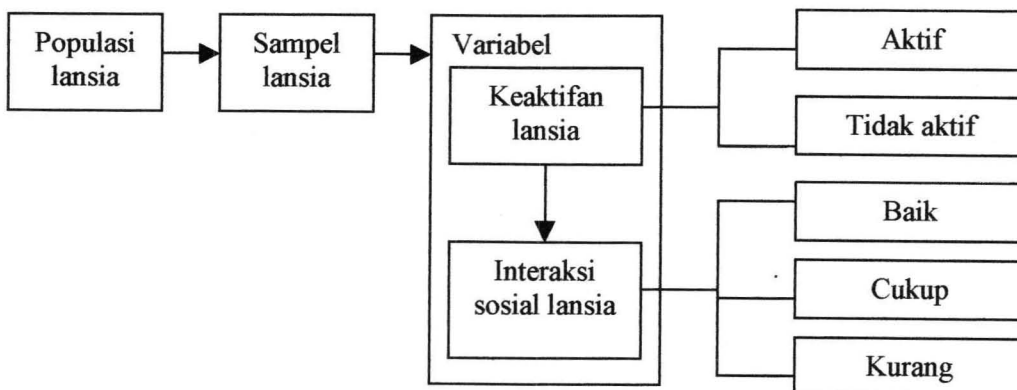 Populasi
lansia
Sampel
lansia
Variabel
Keaktifan
lansia
Interaksi
sosial lansia
Aktif
Tidak aktif
Baik
Cukup
Kurang